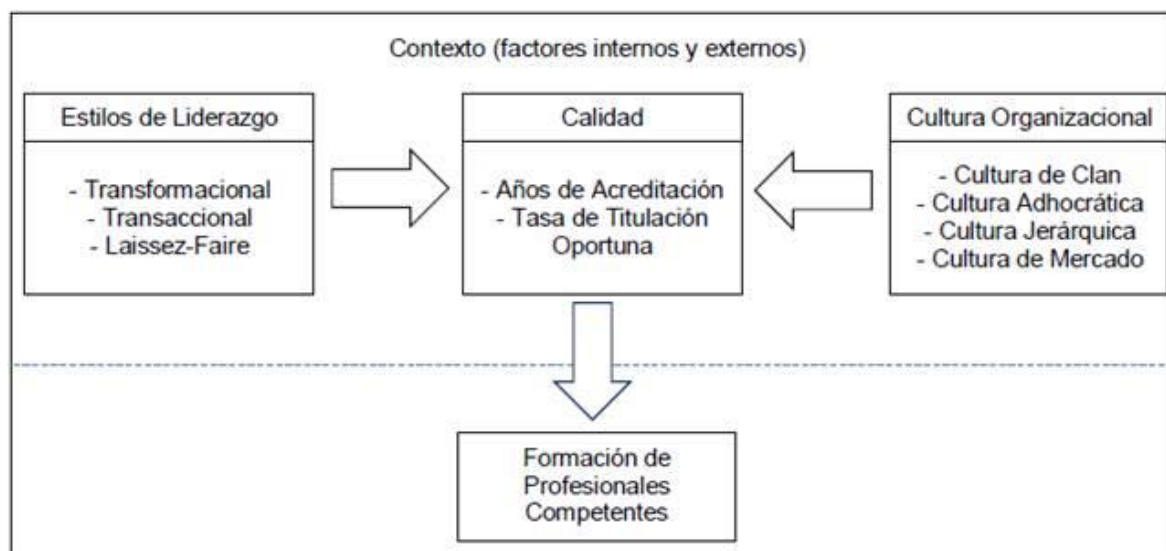 Contexto (factores internos y externos)
Estilos de Liderazgo
- Transformacional
- Transaccional
- Laissez-Faire
Calidad
- Años de Acreditación
- Tasa de Titulación
Oportuna
Cultura Organizacional
- Cultura de Clan
- Cultura Adhocrática
- Cultura Jerárquica
- Cultura de Mercado
Formación de
Profesionales
Competentes